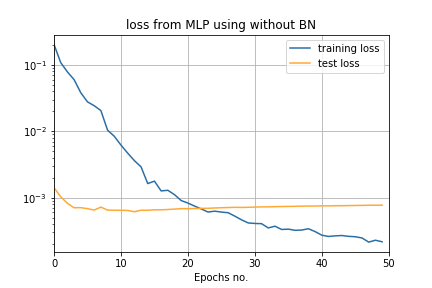 loss from MLP using without BN
training loss
test loss
10⁻¹
10⁻²
10⁻³
0 10 20 30 40 50
Epochs no.